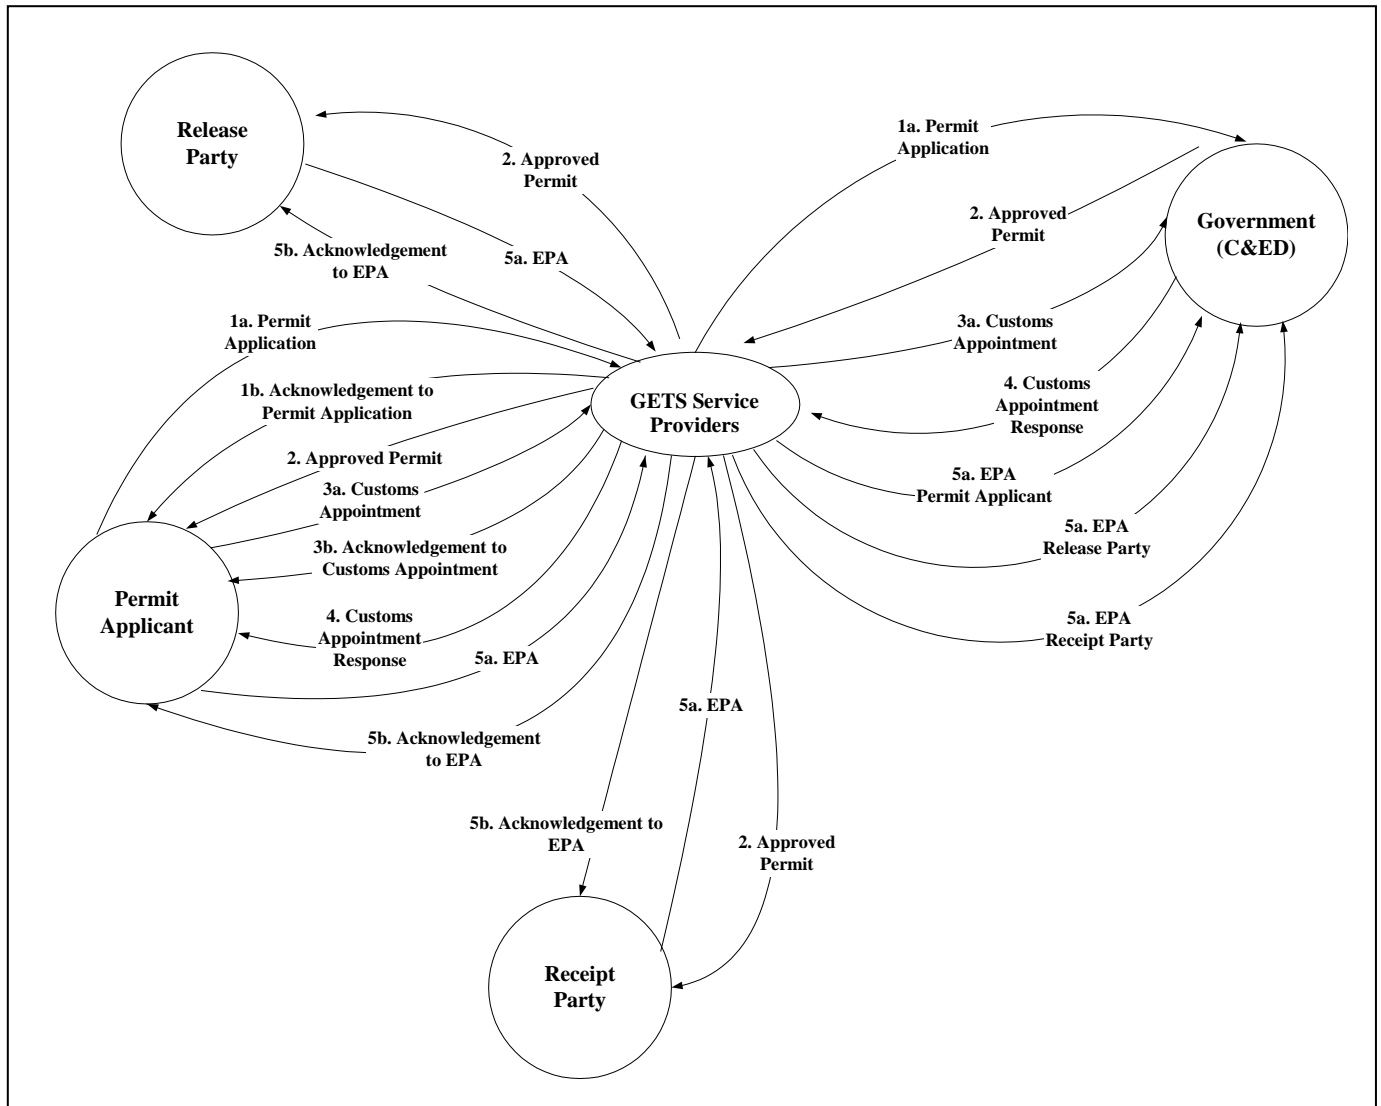 Release
Party
2. Approved
Permit
5b. Acknowledgement
to EPA
5a. EPA
1a. Permit
Application
2. Approved
Permit
Government
(C&ED)
3a. Customs
Appointment
4. Customs
Appointment
Response
5a. EPA
Permit Applicant
5a. EPA
Release Party
5a. EPA
Receipt Party
GETS Service
Providers
1a. Permit
Application
1b. Acknowledgement to
Permit Application
2. Approved Permit
3a. Customs
Appointment
3b. Acknowledgement to
Customs Appointment
Permit
Applicant
4. Customs
Appointment
Response
5a. EPA
5b. Acknowledgement
to EPA
5a. EPA
5b. Acknowledgement to
EPA
2. Approved
Permit
Receipt
Party